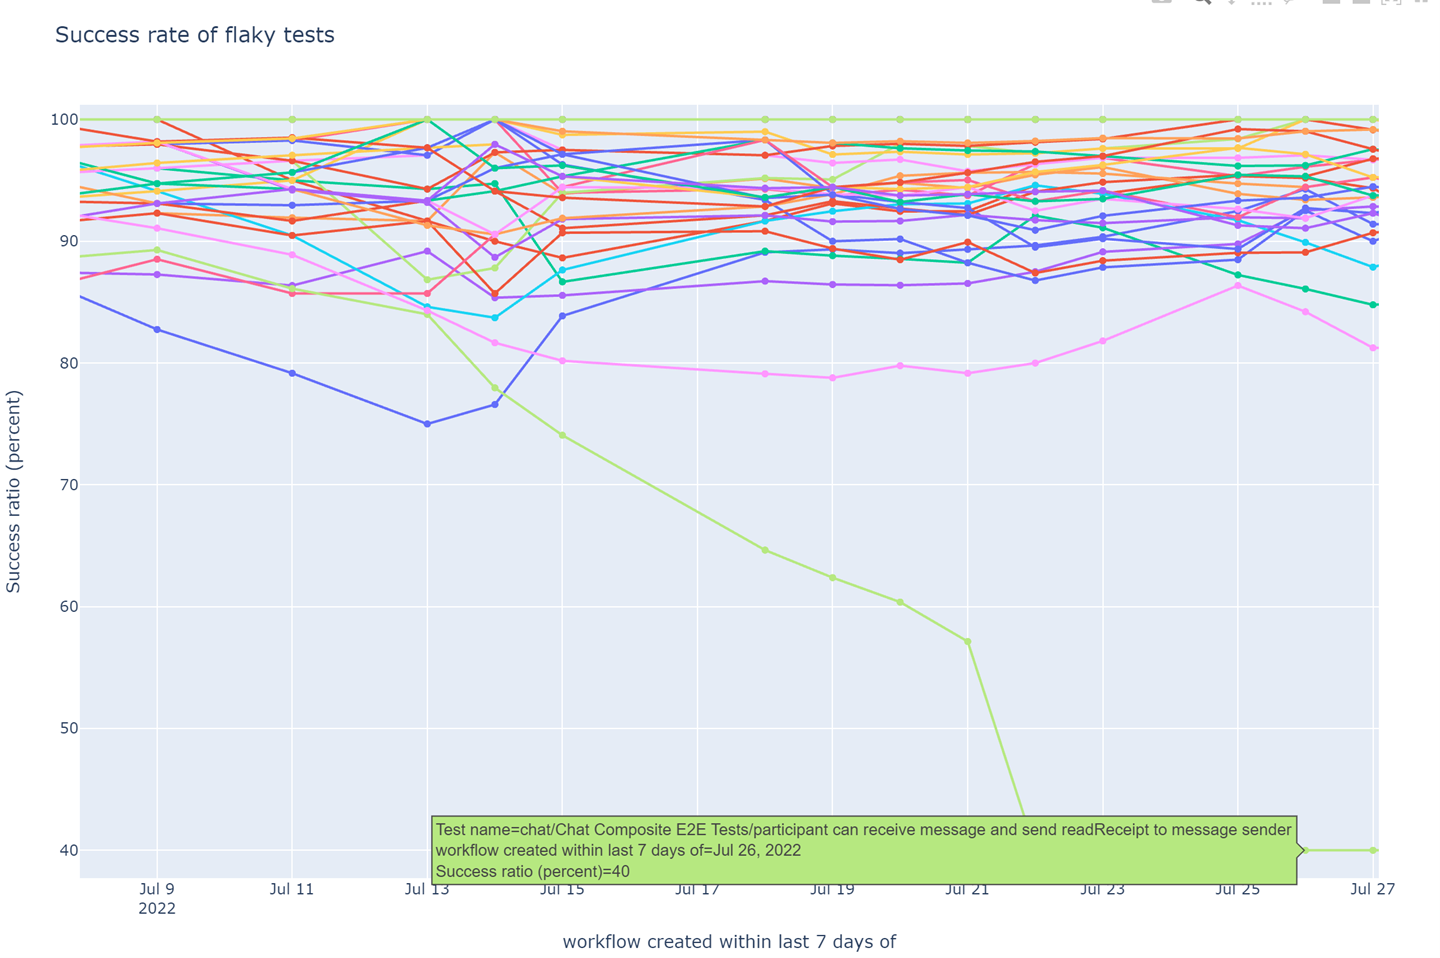 Success rate of flaky tests
Success ratio (percent)
100
90
80
70
60
50
40
Test name=chat/Chat Composite E2E Tests/participant can receive message and send readReceipt to message sender
workflow created within last 7 days of=Jul 26, 2022
Success ratio (percent)=40
Jul 9 Jul 11 Jul 13 Jul 15 Jul 17 Jul 19 Jul 21 Jul 23 Jul 25 Jul 27
2022
workflow created within last 7 days of